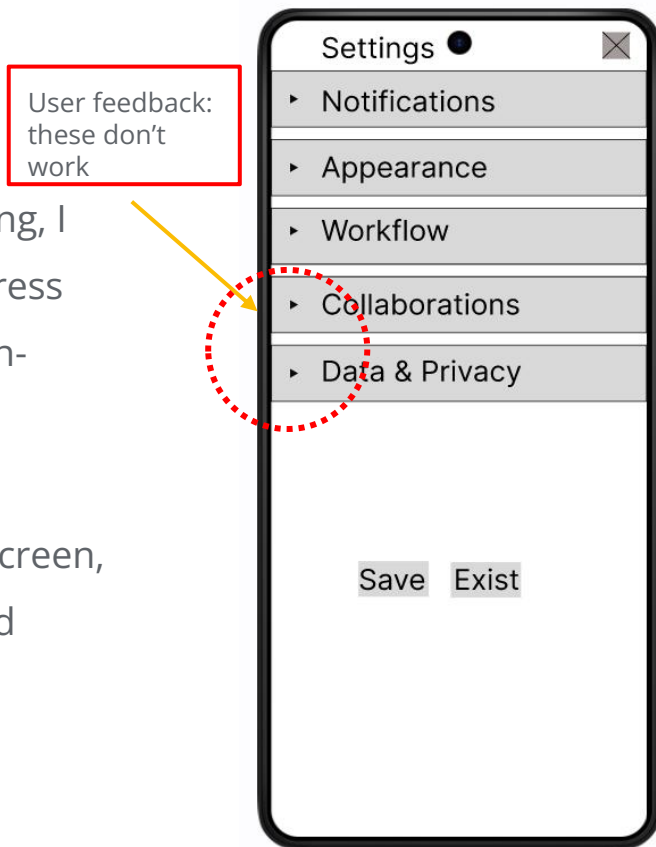 User feedback:
these don’t
work
ng, I
ress
n-
creen,
d
Settings
▸ Notifications
▸ Appearance
▸ Workflow
▸ Collaborations
▸ Data & Privacy
Save Exist